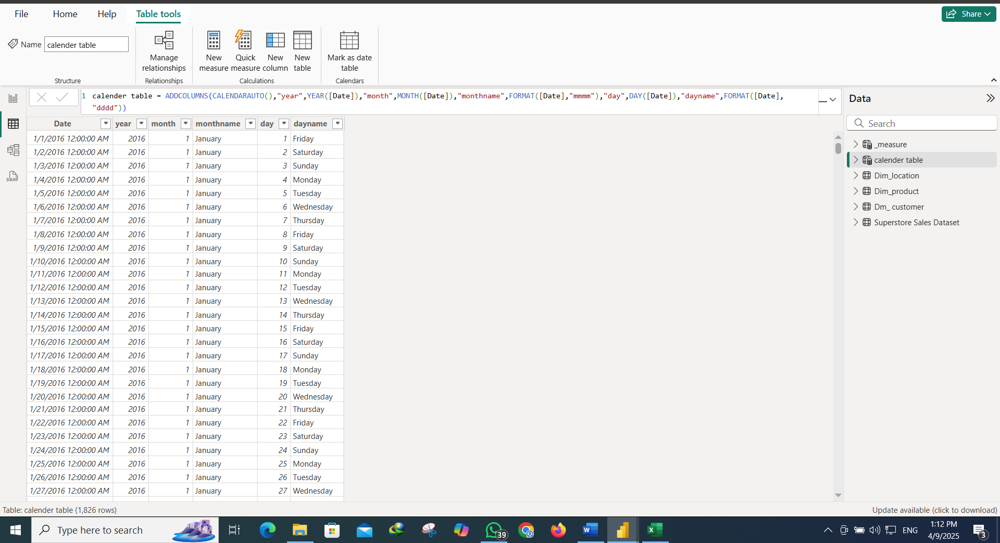 File Home Help Table tools Share
Name calender table
Manage relationships
New measure
Quick measure
New column
New table
Mark as date table
Structure Relationships Calculations Calendars
1 calender table = ADDCOLUMNS(CALENDARAUTO(),"year",YEAR([Date]),"month",MONTH([Date]),"monthname",FORMAT([Date],"mmmm"),"day",DAY([Date]),"dayname",FORMAT([Date],
"dddd"))
DAX
Date year month monthname day dayname
1/1/2016 12:00:00 AM 2016 1 January 1 Friday
1/2/2016 12:00:00 AM 2016 1 January 2 Saturday
1/3/2016 12:00:00 AM 2016 1 January 3 Sunday
1/4/2016 12:00:00 AM 2016 1 January 4 Monday
1/5/2016 12:00:00 AM 2016 1 January 5 Tuesday
1/6/2016 12:00:00 AM 2016 1 January 6 Wednesday
1/7/2016 12:00:00 AM 2016 1 January 7 Thursday
1/8/2016 12:00:00 AM 2016 1 January 8 Friday
1/9/2016 12:00:00 AM 2016 1 January 9 Saturday
1/10/2016 12:00:00 AM 2016 1 January 10 Sunday
1/11/2016 12:00:00 AM 2016 1 January 11 Monday
1/12/2016 12:00:00 AM 2016 1 January 12 Tuesday
1/13/2016 12:00:00 AM 2016 1 January 13 Wednesday
1/14/2016 12:00:00 AM 2016 1 January 14 Thursday
1/15/2016 12:00:00 AM 2016 1 January 15 Friday
1/16/2016 12:00:00 AM 2016 1 January 16 Saturday
1/17/2016 12:00:00 AM 2016 1 January 17 Sunday
1/18/2016 12:00:00 AM 2016 1 January 18 Monday
1/19/2016 12:00:00 AM 2016 1 January 19 Tuesday
1/20/2016 12:00:00 AM 2016 1 January 20 Wednesday
1/21/2016 12:00:00 AM 2016 1 January 21 Thursday
1/22/2016 12:00:00 AM 2016 1 January 22 Friday
1/23/2016 12:00:00 AM 2016 1 January 23 Saturday
1/24/2016 12:00:00 AM 2016 1 January 24 Sunday
1/25/2016 12:00:00 AM 2016 1 January 25 Monday
1/26/2016 12:00:00 AM 2016 1 January 26 Tuesday
1/27/2016 12:00:00 AM 2016 1 January 27 Wednesday
Data
Search
_measure
calender table
Dim_location
Dim_product
Dm_ customer
Superstore Sales Dataset
Table: calender table (1,826 rows) Update available (click to download)
Type here to search 39 ENG 1:12 PM
4/9/2025 3